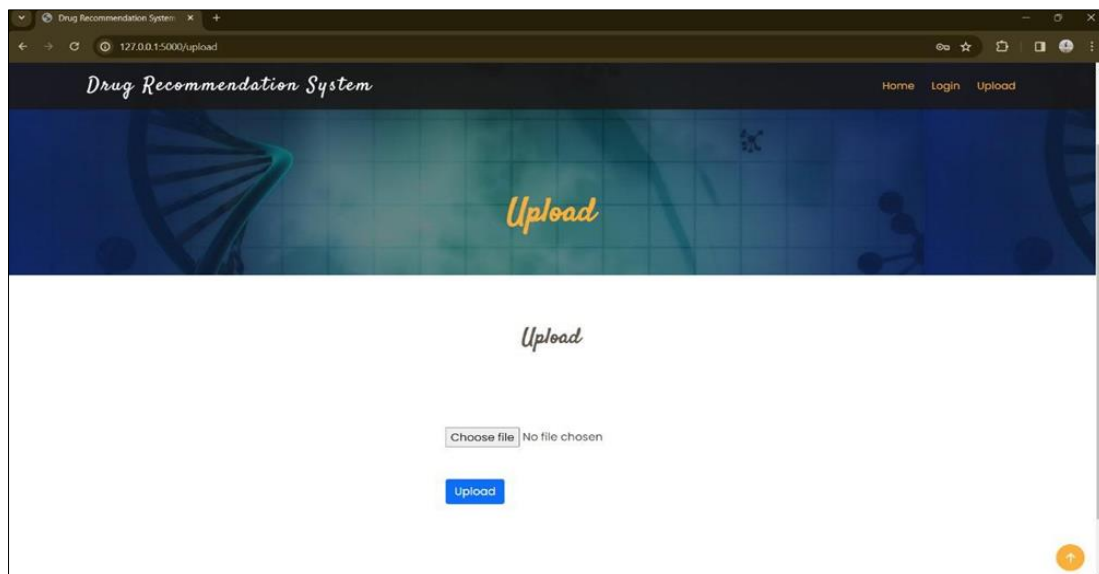 Drug Recommendation System
127.0.0.1:5000/upload
Drug Recommendation System
Home Login Upload
Upload
Upload
Choose file No file chosen
Upload